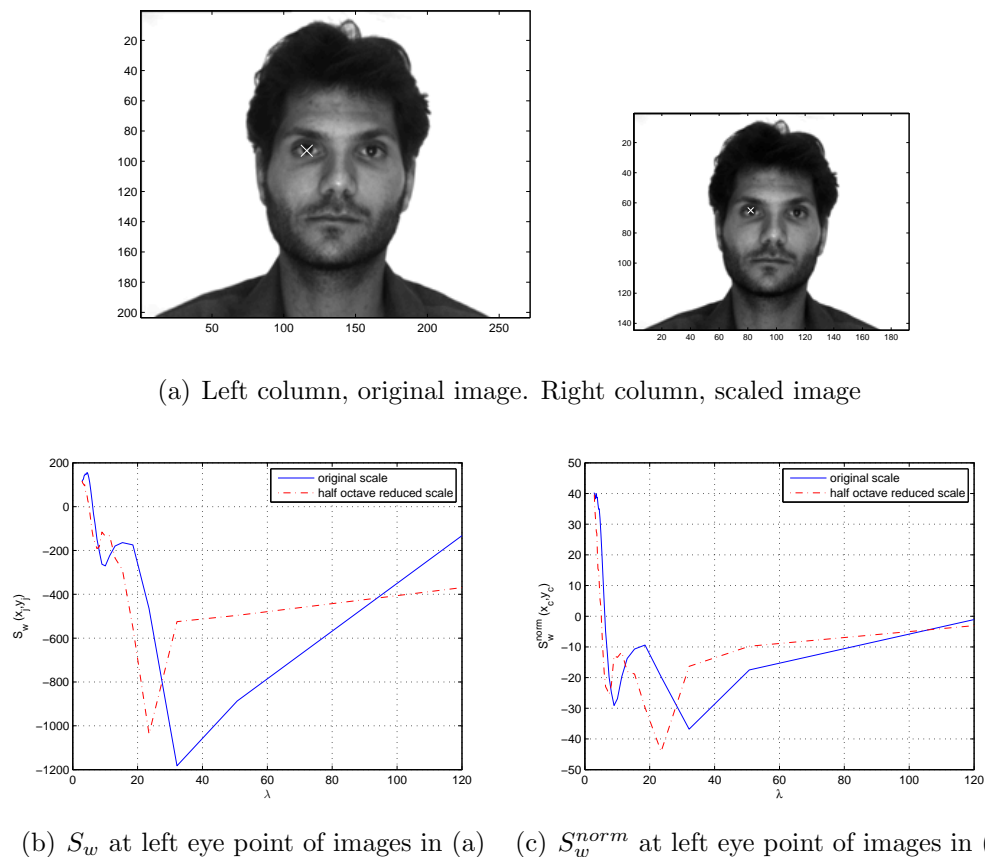 20
40
60
80
100
120
140
160
180
200
50 100 150 200 250
20
40
60
80
100
120
140
20 40 60 80 100 120 140 160 180
(a) Left column, original image. Right column, scaled image
200
0
−200
−400
−600
−800
−1000
−1200
0 20 40 60 80 100 120
λ
S_w (x_j,y_j)
original scale
half octave reduced scale
50
40
30
20
10
0
−10
−20
−30
−40
−50
0 20 40 60 80 100 120
λ
S_w^norm (x_c,y_c)
original scale
half octave reduced scale
(b) S_w at left eye point of images in (a) (c) S_w^norm at left eye point of images in (